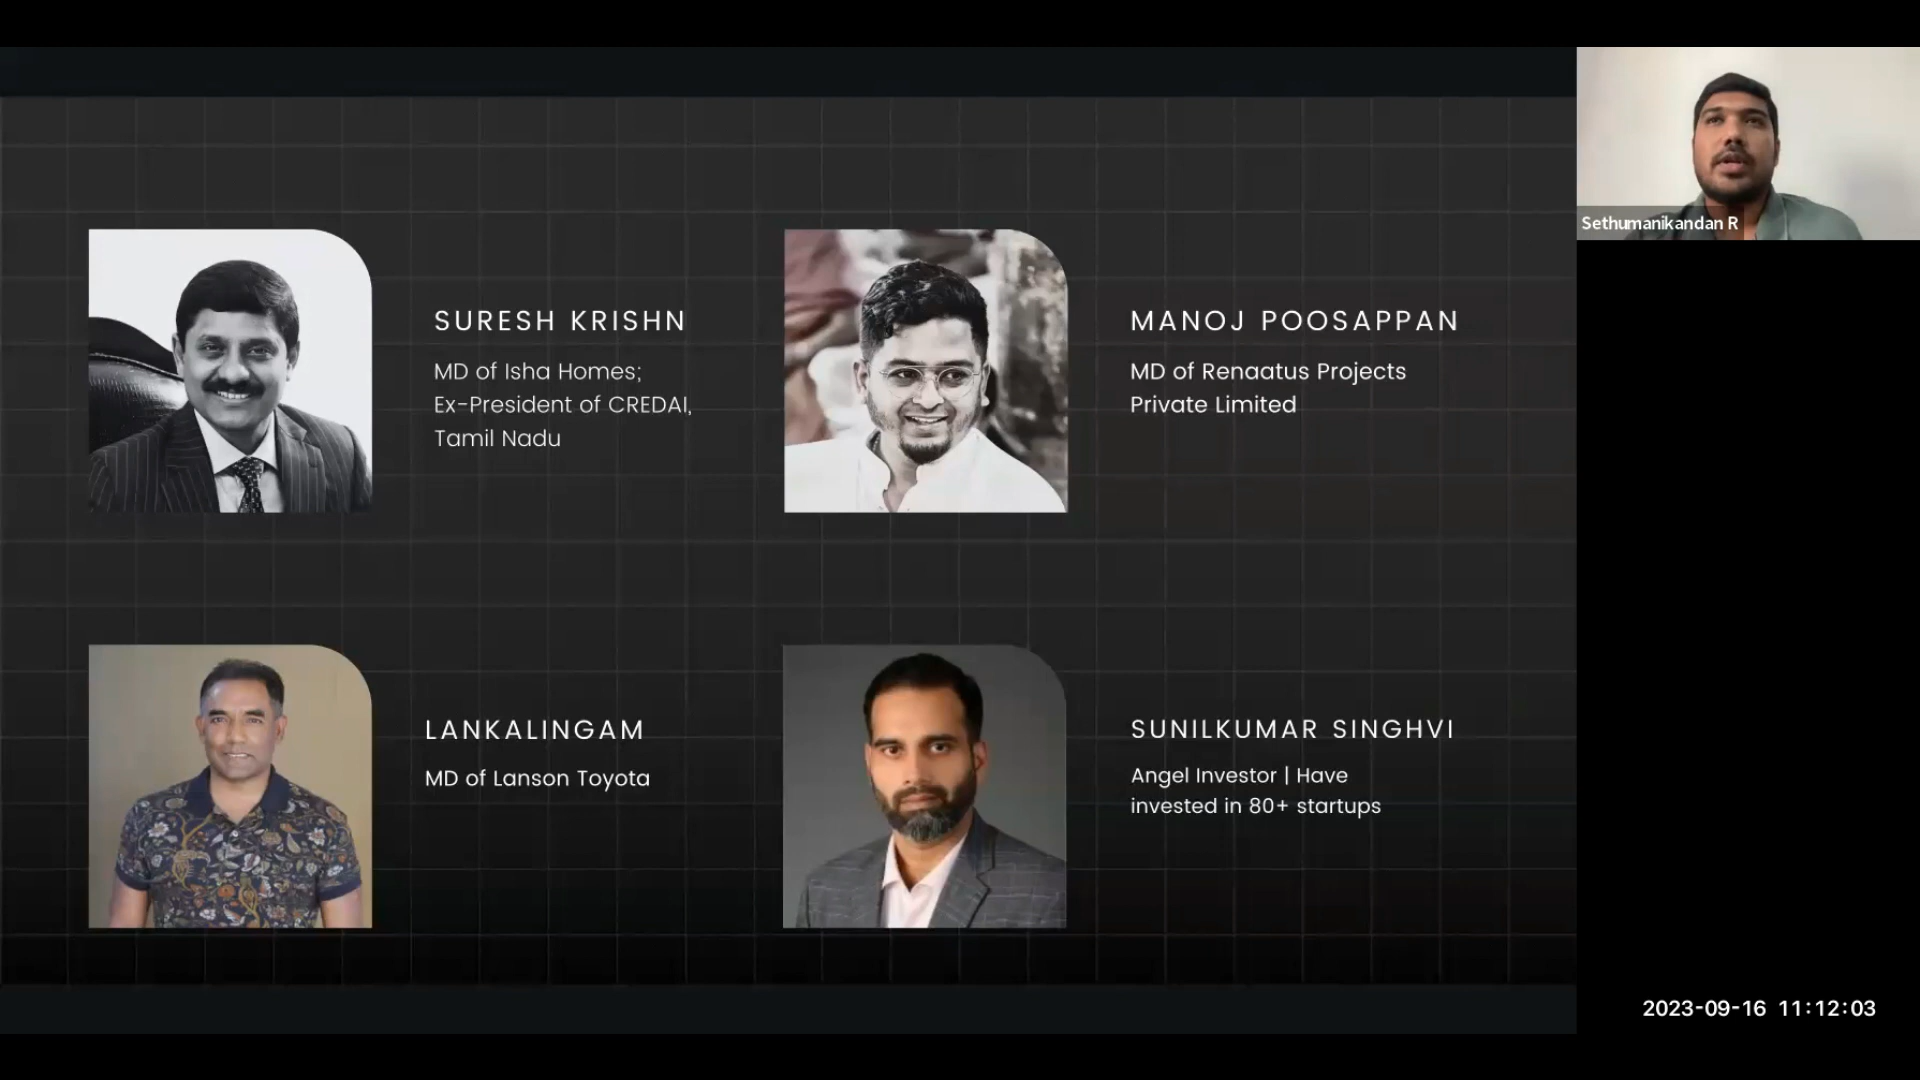 Sethumanikandan R
SURESH KRISHN
MD of Isha Homes;
Ex-President of CREDAI,
Tamil Nadu
MANOJ POOSAPPAN
MD of Renaatus Projects
Private Limited
LANKALINGAM
MD of Lanson Toyota
SUNILKUMAR SINGHVI
Angel Investor | Have
invested in 80+ startups
2023-09-16 11:12:03